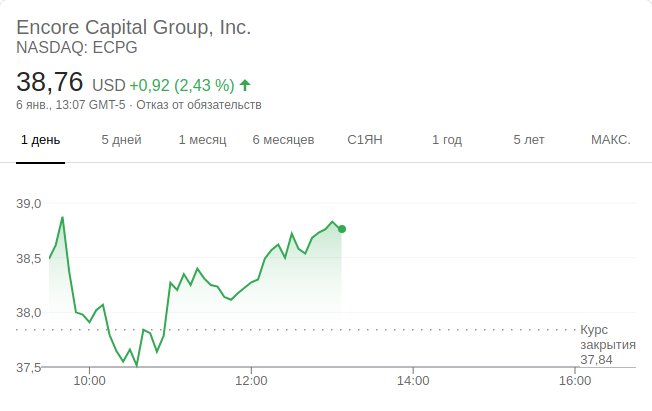 Encore Capital Group, Inc.
NASDAQ: ECPG
38,76 USD +0,92 (2,43 %)
6 янв., 13:07 GMT-5 · Отказ от обязательств
1 день 5 дней 1 месяц 6 месяцев С1ЯН 1 год 5 лет МАКС.
39,0
38,5
38,0
Курс
закрытия
37,84
37,5
10:00 12:00 14:00 16:00